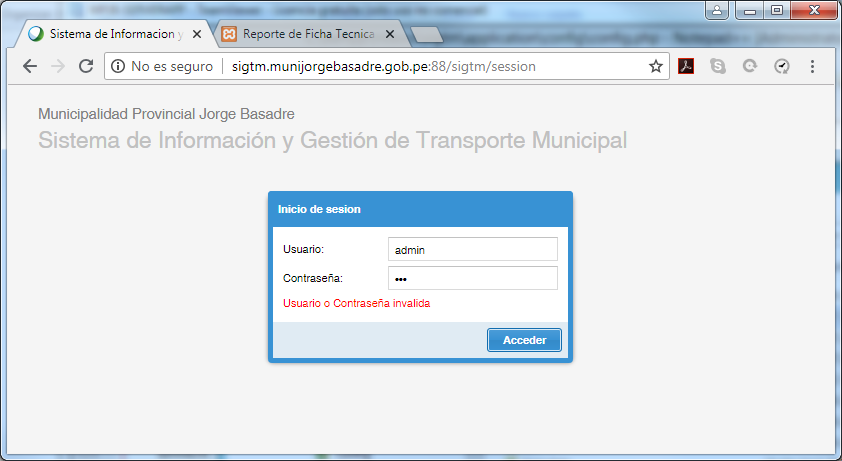 Sistema de Informacion y
Reporte de Ficha Tecnica
No es seguro
sigtm.munijorgebasadre.gob.pe:88/sigtm/session
Municipalidad Provincial Jorge Basadre
Sistema de Información y Gestión de Transporte Municipal
Inicio de sesion
Usuario:
admin
Contraseña:
•••
Usuario o Contraseña invalida
Acceder